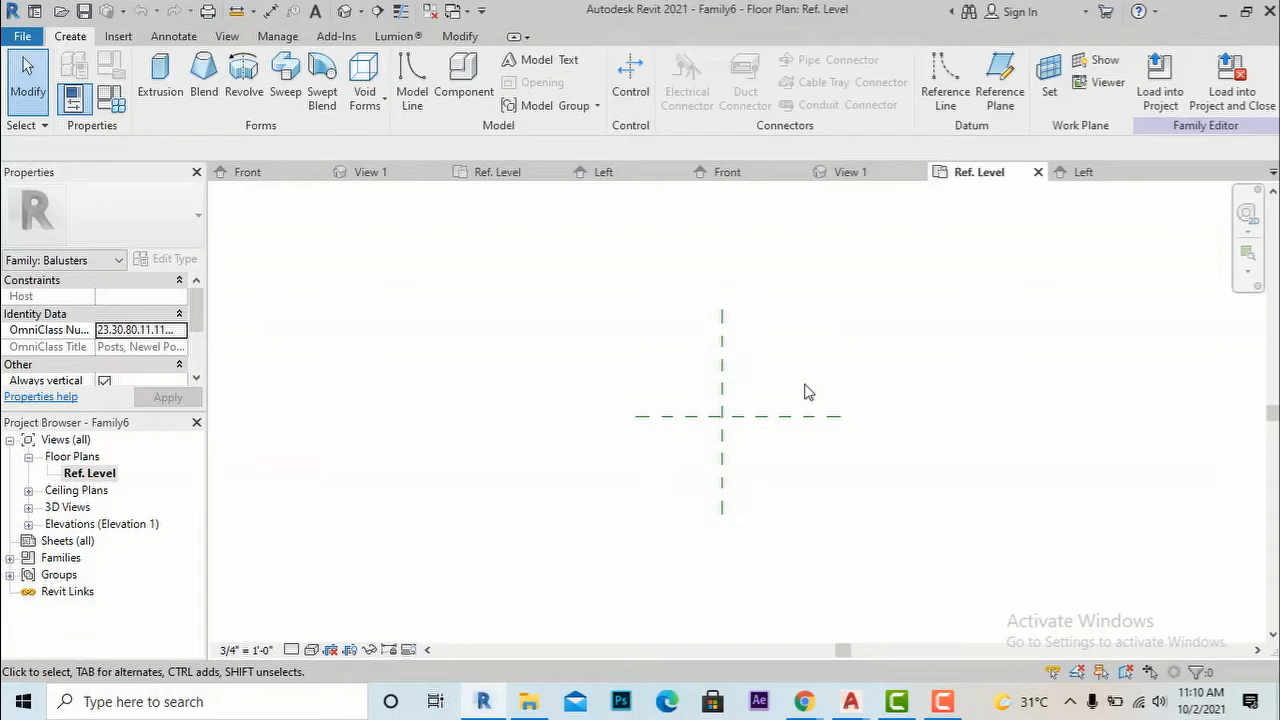 Autodesk Revit 2021 - Family6 - Floor Plan: Ref. Level
Sign In
File Create Insert Annotate View Manage Add-Ins Lumion® Modify
Modify
Extrusion Blend Revolve Sweep Swept Blend Void Forms
Model Line Component
Model Text
Opening
Model Group
Control
Electrical Connector Duct Connector
Pipe Connector
Cable Tray Connector
Conduit Connector
Reference Line Reference Plane
Set
Show
Viewer
Load into Project Load into Project and Close
Select Properties Forms Model Control Connectors Datum Work Plane Family Editor
Properties
Front View 1 Ref. Level Left Front View 1 Ref. Level Left
R
Family: Balusters Edit Type
Constraints
Host
Identity Data
OmniClass Nu... 23.30.80.11.11...
OmniClass Title Posts, Newel Po...
Other
Always vertical
Properties help Apply
Project Browser - Family6
Views (all)
Floor Plans
Ref. Level
Ceiling Plans
3D Views
Elevations (Elevation 1)
Sheets (all)
Families
Groups
Revit Links
2D
Activate Windows
Go to Settings to activate Windows.
3/4" = 1'-0"
Click to select, TAB for alternates, CTRL adds, SHIFT unselects.
:0
Type here to search
R
Ps
Ae
A
C
C
31°C
11:10 AM
10/2/2021